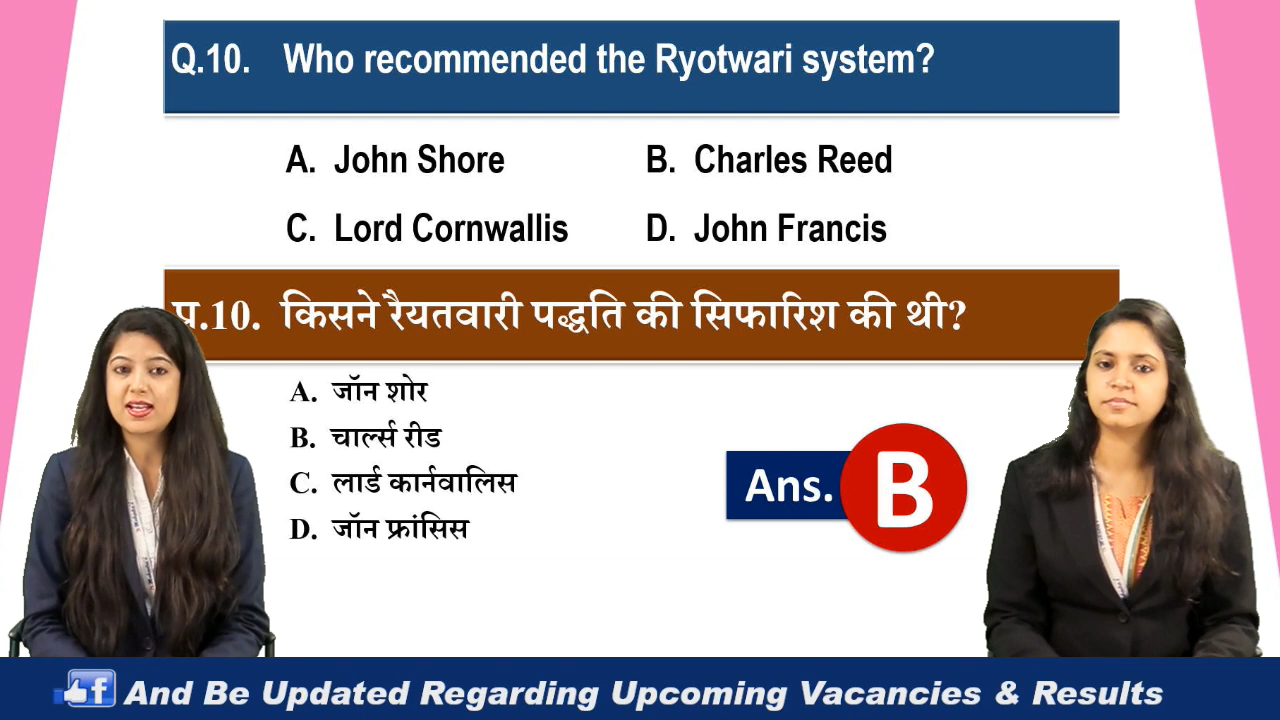 Q.10. Who recommended the Ryotwari system?
A. John Shore B. Charles Reed
C. Lord Cornwallis D. John Francis
प्र.10. किसने रैयतवारी पद्धति की सिफारिश की थी?
A. जॉन शोर
B. चार्ल्स रीड
C. लार्ड कार्नवालिस
D. जॉन फ्रांसिस
Ans. B
f And Be Updated Regarding Upcoming Vacancies & Results